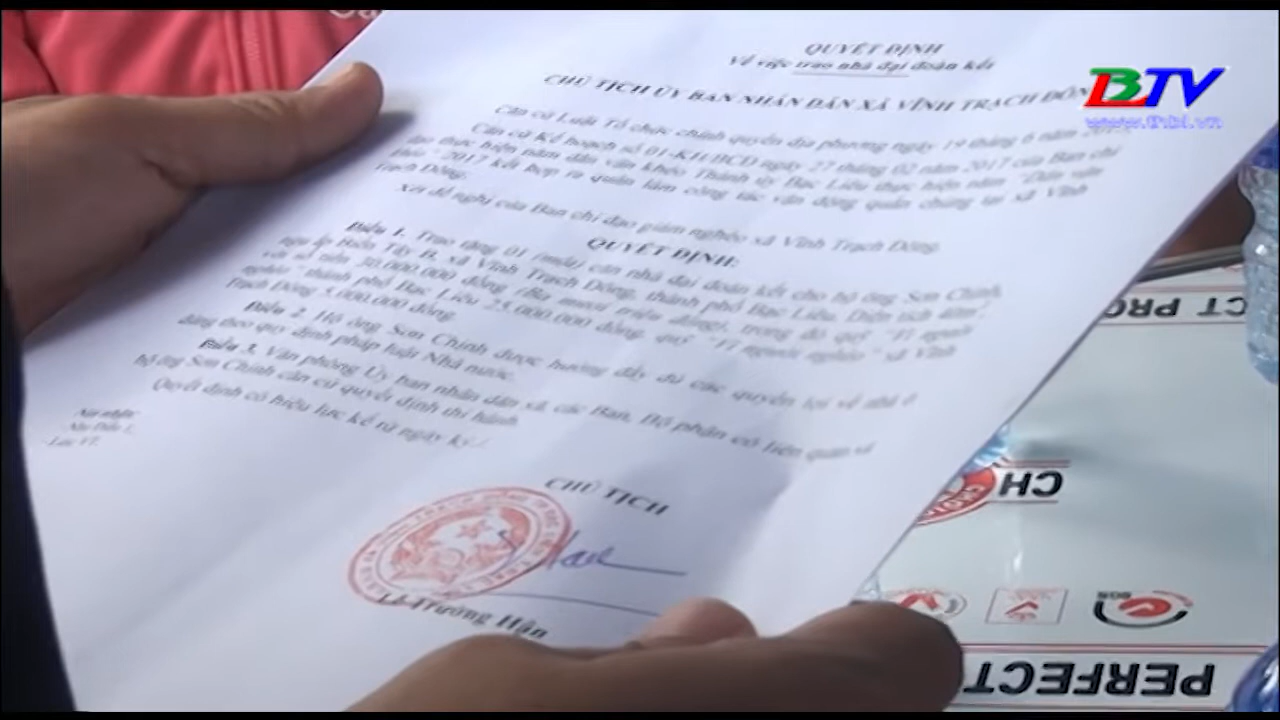 BTV
www.thbl.vn
QUYẾT ĐỊNH
Về việc trao nhà đại đoàn kết
CHỦ TỊCH ỦY BAN NHÂN DÂN XÃ VĨNH TRẠCH ĐÔNG
Căn cứ Luật Tổ chức chính quyền địa phương ngày 19 tháng 6 năm
Căn cứ Kế hoạch số 01-KH/BCĐ ngày 27 tháng 02 năm 2017 của Ban chỉ
đạo thực hiện năm dân vận khéo Thành ủy Bạc Liêu thực hiện năm "Dân vận
khéo" 2017 kết hợp ra quân làm công tác vận động quần chúng tại xã Vĩnh
Trạch Đông,
Xét đề nghị của Ban chỉ đạo giảm nghèo xã Vĩnh Trạch Đông
QUYẾT ĐỊNH:
Điều 1. Trao tặng 01 (một) căn nhà đại đoàn kết cho hộ ông Sơn Chinh,
ngụ ấp Biển Tây B, xã Vĩnh Trạch Đông, thành phố Bạc Liêu. Diện tích
với số tiền 30.000.000 đồng (Ba mươi triệu đồng), trong đó quỹ "Vì người
nghèo" thành phố Bạc Liêu 25.000.000 đồng, quỹ "Vì người nghèo" xã Vĩnh
Trạch Đông 5.000.000 đồng.
Điều 2. Hộ ông Sơn Chinh được hưởng đầy đủ các quyền lợi về nhà ở
đúng theo quy định pháp luật Nhà nước.
Điều 3. Văn phòng Ủy ban nhân dân xã, các Ban, Bộ phận có liên quan và
hộ ông Sơn Chinh căn cứ quyết định thi hành.
Quyết định có hiệu lực kể từ ngày ký./.
Nơi nhận:
- Như Điều 3;
- Lưu VT.
CHỦ TỊCH
Trường Hận
CT PRO
CH
PERFECT